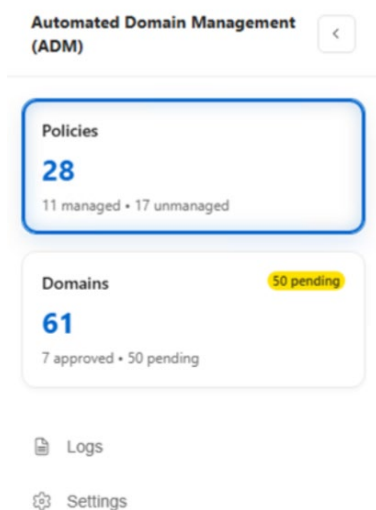 Automated Domain Management
(ADM)
Policies
28
11 managed • 17 unmanaged
Domains
50 pending
61
7 approved • 50 pending
Logs
Settings